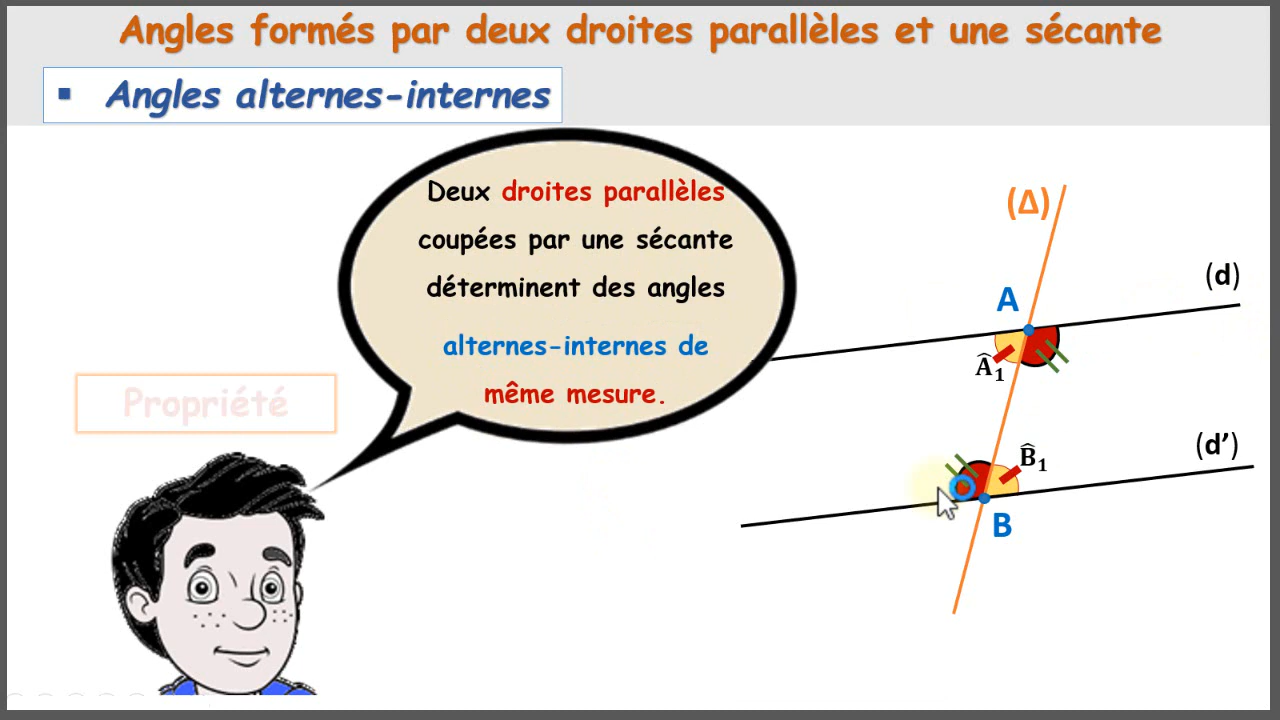 Angles formés par deux droites parallèles et une sécante
▪ Angles alternes-internes
Deux droites parallèles
coupées par une sécante
déterminent des angles
alternes-internes de
même mesure.
Propriété
(Δ)
(d)
A
Â₁
(d’)
B̂₁
B